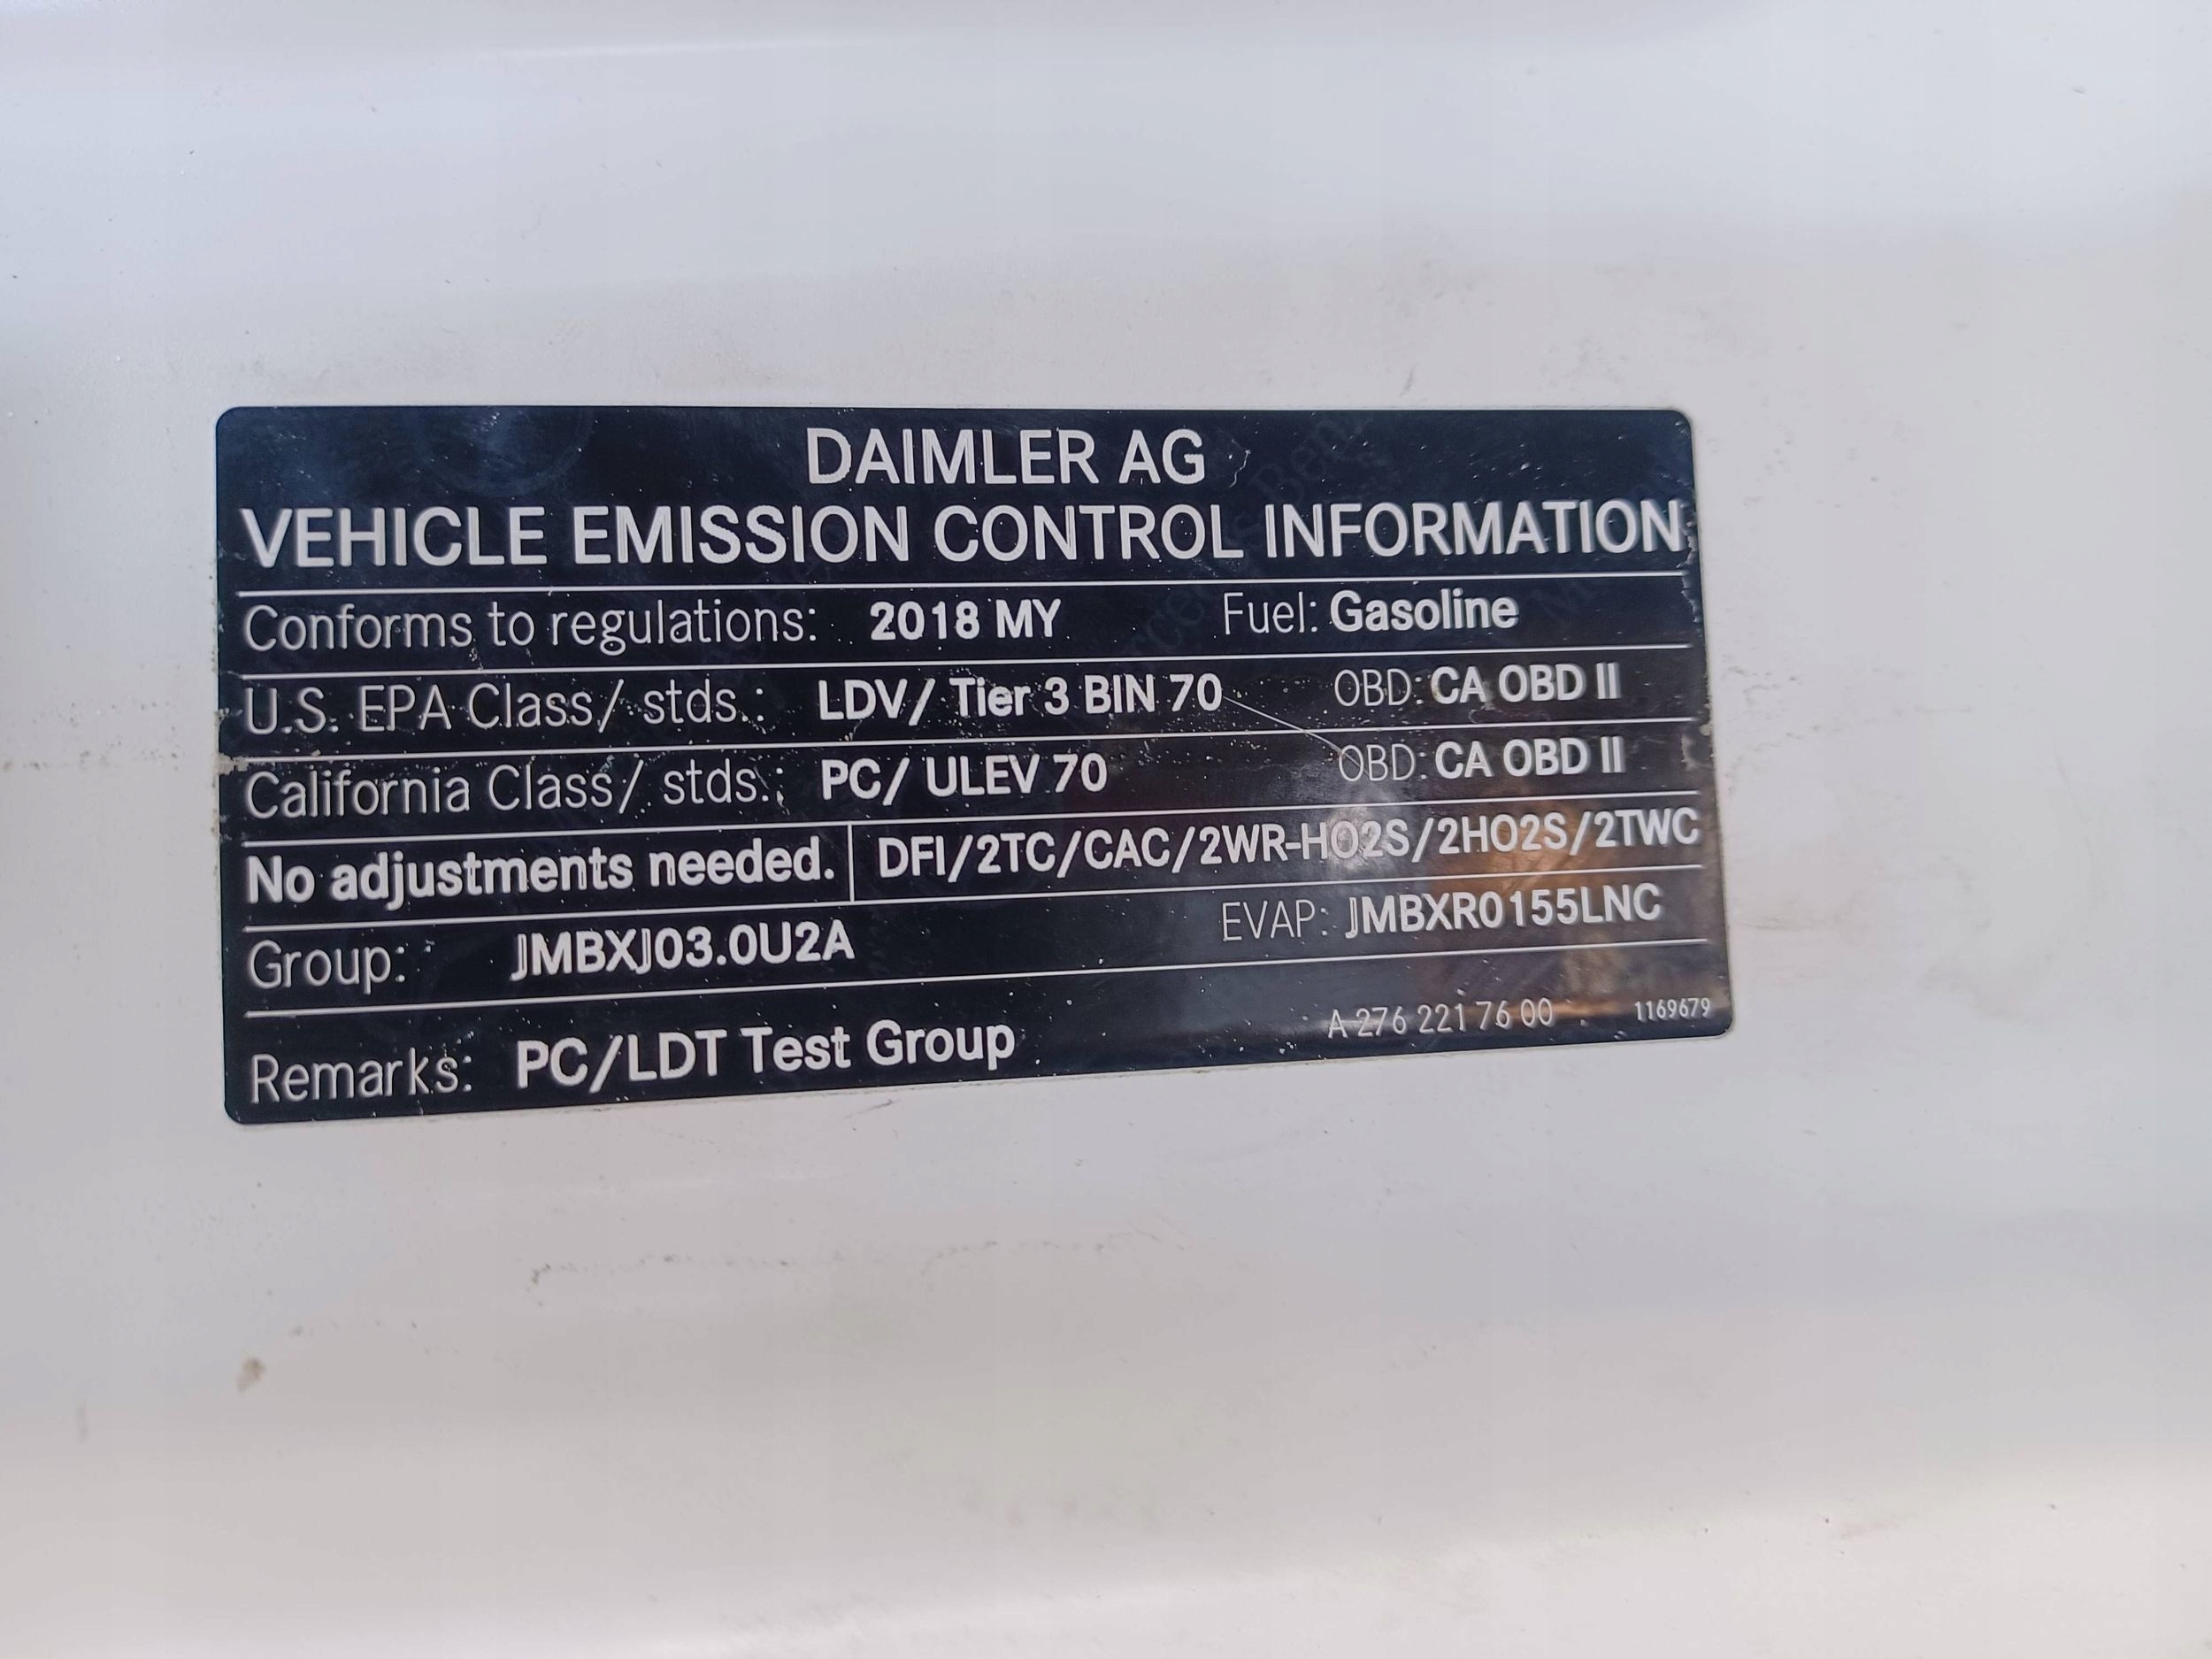 DAIMLER AG
VEHICLE EMISSION CONTROL INFORMATION
Conforms to regulations: 2018 MY Fuel: Gasoline
U.S. EPA Class/ stds.: LDV/ Tier 3 BIN 70 OBD: CA OBD II
California Class/ stds.: PC/ ULEV 70 OBD: CA OBD II
No adjustments needed. DFI/2TC/CAC/2WR-HO2S/2HO2S/2TWC
Group: JMBXJ03.0U2A EVAP: JMBXR0155LNC
Remarks: PC/LDT Test Group A 276 221 76 00 1169679